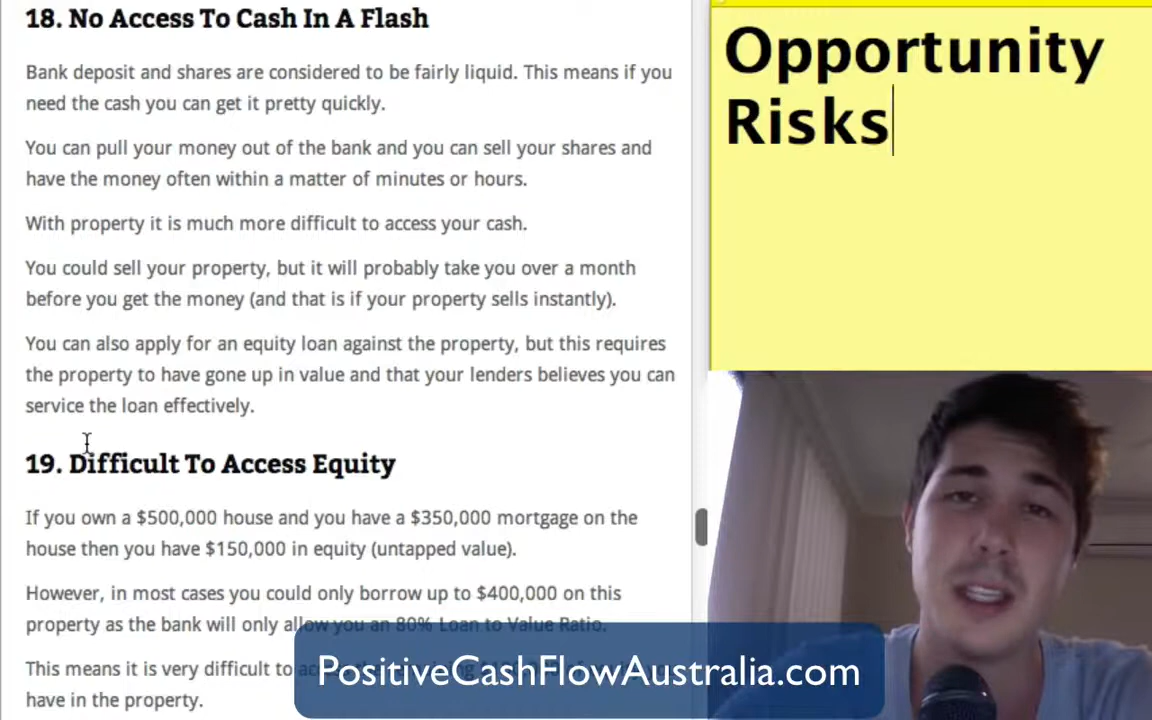 18. No Access To Cash In A Flash
Bank deposit and shares are considered to be fairly liquid. This means if you
need the cash you can get it pretty quickly.
You can pull your money out of the bank and you can sell your shares and
have the money often within a matter of minutes or hours.
With property it is much more difficult to access your cash.
You could sell your property, but it will probably take you over a month
before you get the money (and that is if your property sells instantly).
You can also apply for an equity loan against the property, but this requires
the property to have gone up in value and that your lenders believes you can
service the loan effectively.
19. Difficult To Access Equity
If you own a $500,000 house and you have a $350,000 mortgage on the
house then you have $150,000 in equity (untapped value).
However, in most cases you could only borrow up to $400,000 on this
property as the bank will only allow you an 80% Loan to Value Ratio.
This means it is very difficult to
have in the property.
Opportunity
Risks
PositiveCashFlowAustralia.com